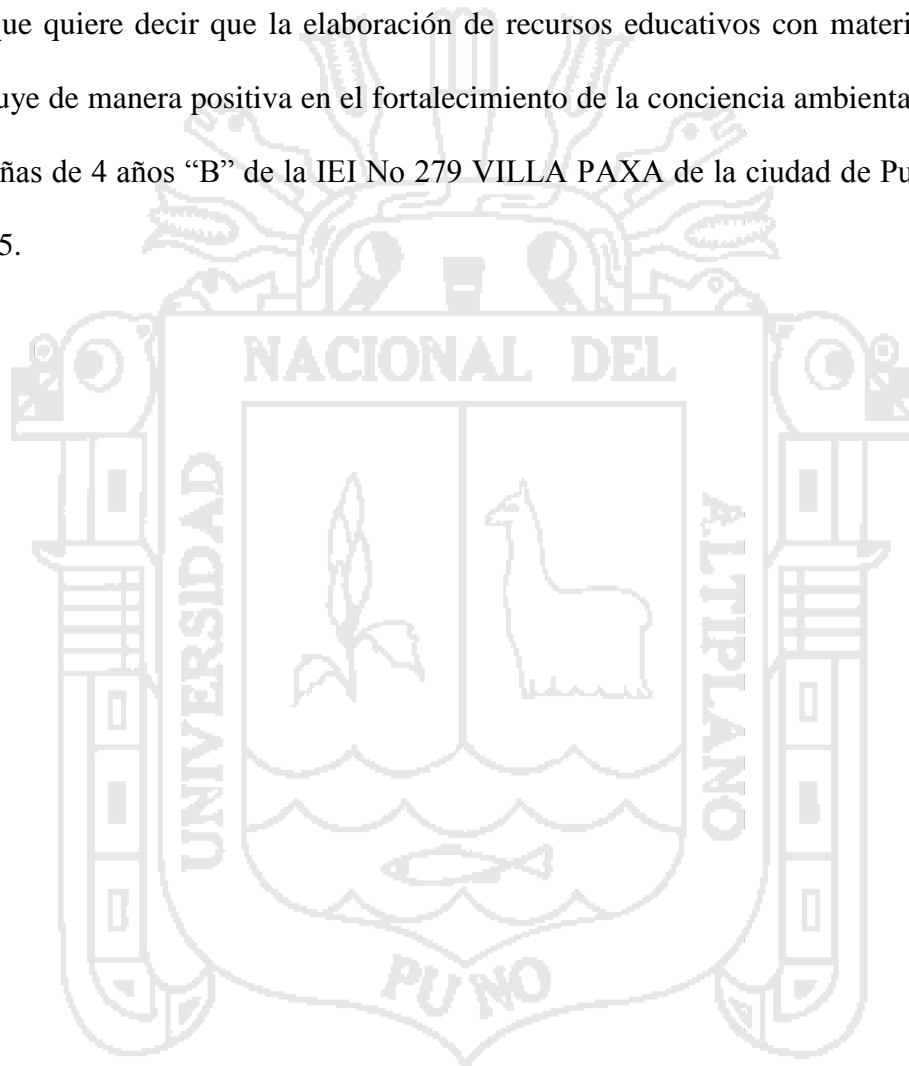 que quiere decir que la elaboración de recursos educativos con materi
uye de manera positiva en el fortalecimiento de la conciencia ambienta
ñas de 4 años “B” de la IEI No 279 VILLA PAXA de la ciudad de Pu
5.
NACIONAL DEL
UNIVERSIDAD
ALTIPLANO
PUNO